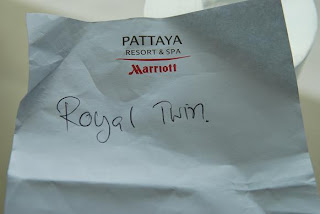 PATTAYA
RESORT & SPA
Marriott
Royal Twin.